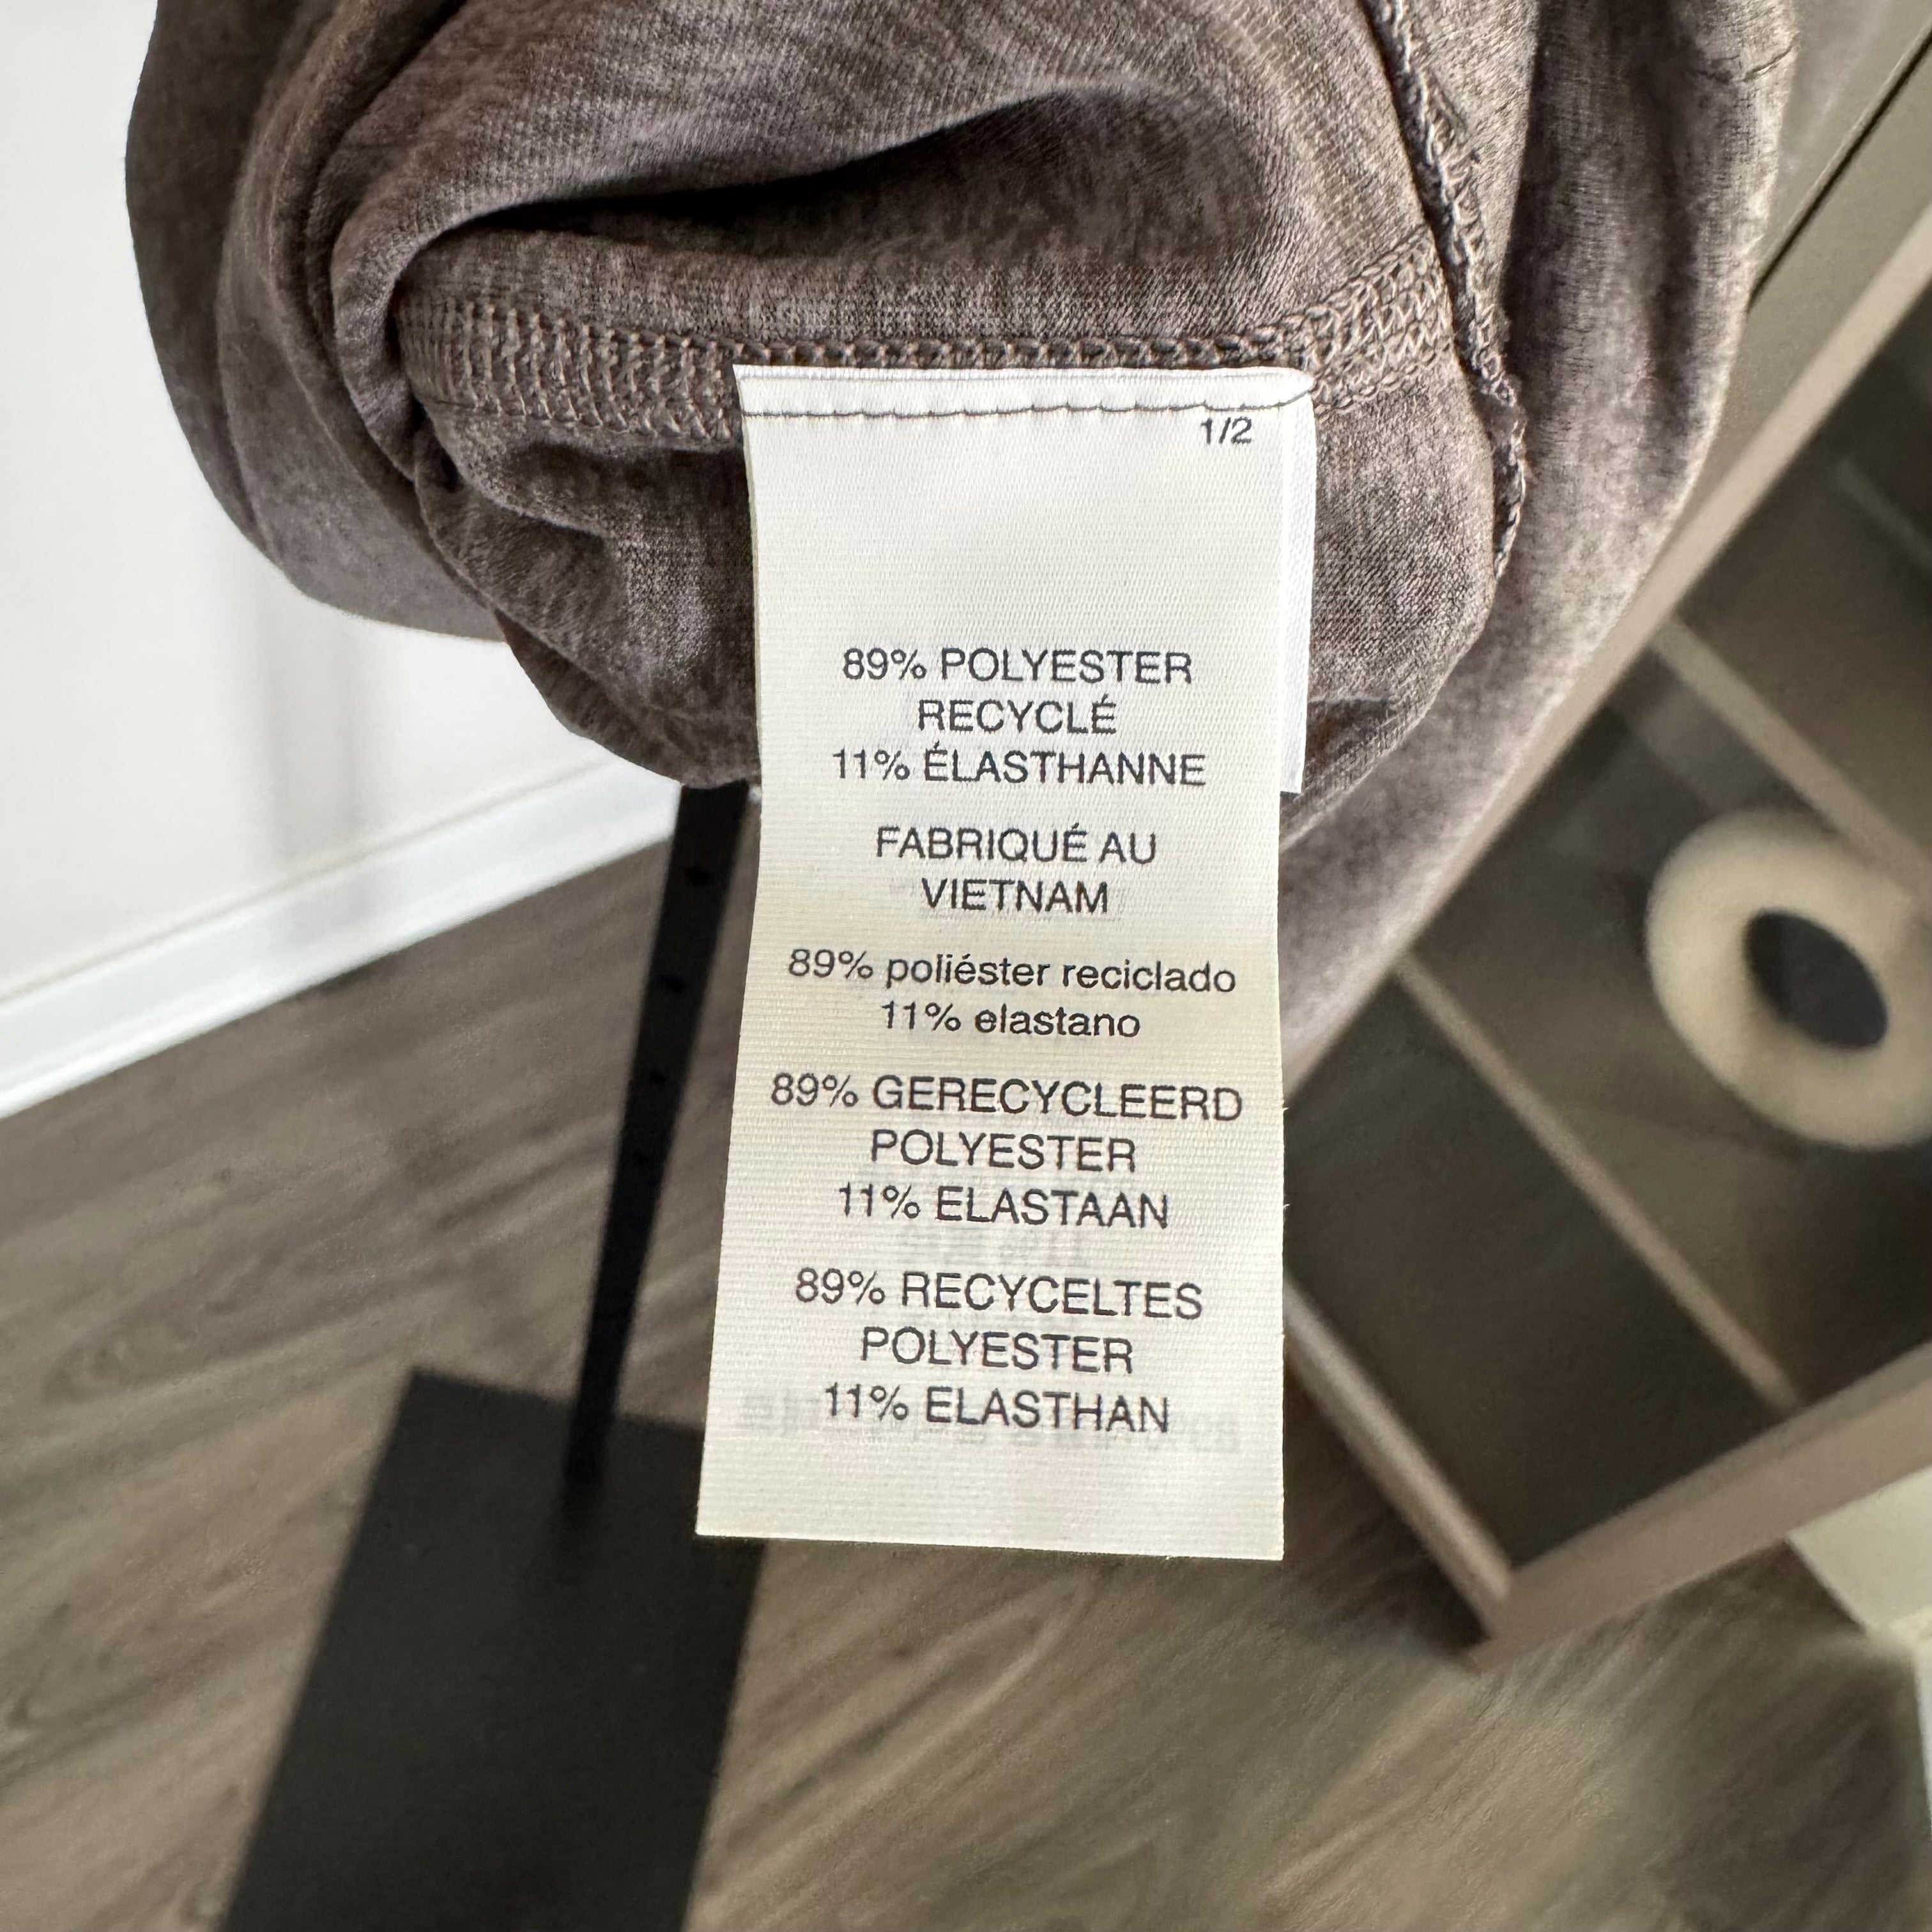 1/2
89% POLYESTER
RECYCLÉ
11% ÉLASTHANNE
FABRIQUÉ AU
VIETNAM
89% poliéster reciclado
11% elastano
89% GERECYCLEERD
POLYESTER
11% ELASTAAN
89% RECYCELTES
POLYESTER
11% ELASTHAN